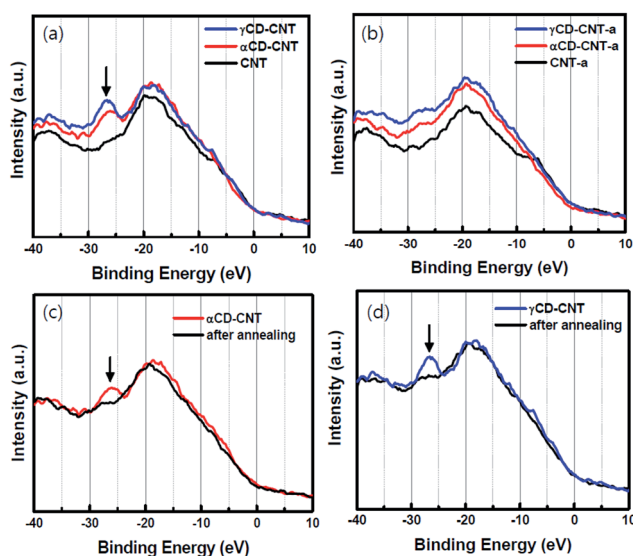 (a)
γCD-CNT
αCD-CNT
CNT
Intensity (a.u.)
-40 -30 -20 -10 0 10
Binding Energy (eV)
(b)
γCD-CNT-a
αCD-CNT-a
CNT-a
Intensity (a.u.)
-40 -30 -20 -10 0 10
Binding Energy (eV)
(c)
αCD-CNT
after annealing
Intensity (a.u.)
-40 -30 -20 -10 0 10
Binding Energy (eV)
(d)
γCD-CNT
after annealing
Intensity (a.u.)
-40 -30 -20 -10 0 10
Binding Energy (eV)